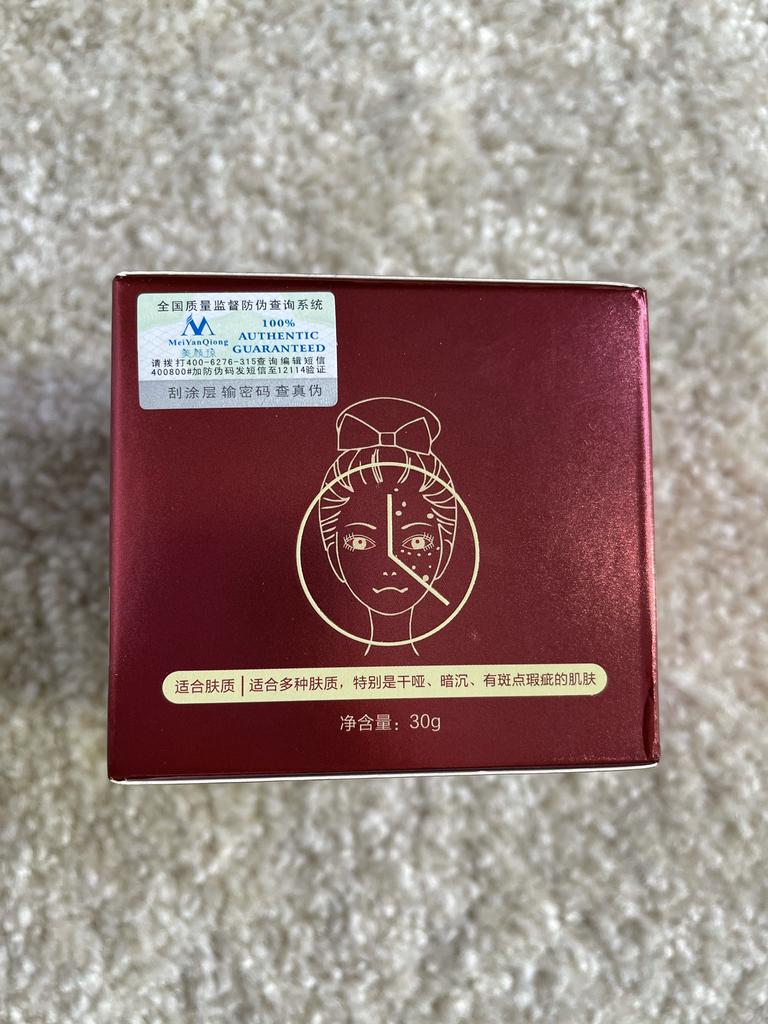 全国质量监督防伪查询系统
MeiYanQiong
美颜琼
100%
AUTHENTIC
GUARANTEED
请拨打400-6276-315查询编辑短信
400800#加防伪码发短信至12114验证
刮涂层 输密码 查真伪
适合肤质 | 适合多种肤质，特别是干哑、暗沉、有斑点瑕疵的肌肤
净含量：30g